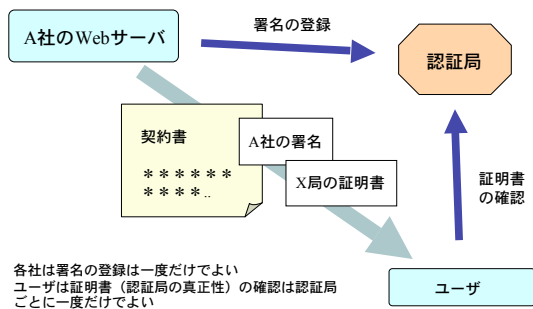 A社のWebサーバ
署名の登録
認証局
契約書
＊＊＊＊＊＊
＊＊＊＊..
A社の署名
X局の証明書
証明書
の確認
各社は署名の登録は一度だけでよい
ユーザは証明書（認証局の真正性）の確認は認証局
ごとに一度だけでよい
ユーザ